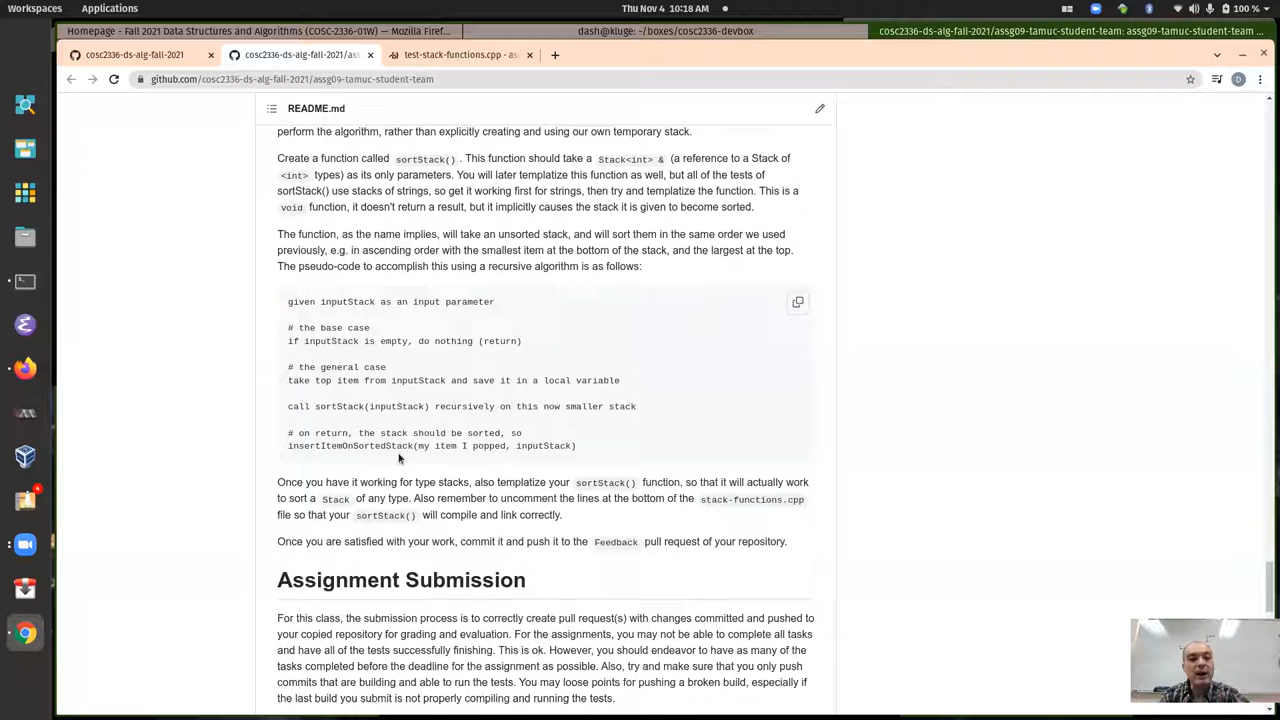 Workspaces Applications Thu Nov 4 10:18 AM 100 %
Homepage - Fall 2021 Data Structures and Algorithms (COSC-2336-01W) — Mozilla Firef... dash@kluge: ~/boxes/cosc2336-devbox cosc2336-ds-alg-fall-2021/assg09-tamuc-student-team: assg09-tamuc-student-team ...
cosc2336-ds-alg-fall-2021 × cosc2336-ds-alg-fall-2021/ass × test-stack-functions.cpp - as × +
github.com/cosc2336-ds-alg-fall-2021/assg09-tamuc-student-team D
README.md
perform the algorithm, rather than explicitly creating and using our own temporary stack.
Create a function called sortStack() . This function should take a Stack<int> & (a reference to a Stack of
<int> types) as its only parameters. You will later templatize this function as well, but all of the tests of
sortStack() use stacks of strings, so get it working first for strings, then try and templatize the function. This is a
void function, it doesn't return a result, but it implicitly causes the stack it is given to become sorted.
The function, as the name implies, will take an unsorted stack, and will sort them in the same order we used
previously, e.g. in ascending order with the smallest item at the bottom of the stack, and the largest at the top.
The pseudo-code to accomplish this using a recursive algorithm is as follows:
given inputStack as an input parameter
# the base case
if inputStack is empty, do nothing (return)
# the general case
take top item from inputStack and save it in a local variable
call sortStack(inputStack) recursively on this now smaller stack
# on return, the stack should be sorted, so
insertItemOnSortedStack(my item I popped, inputStack)
Once you have it working for type stacks, also templatize your sortStack() function, so that it will actually work
to sort a Stack of any type. Also remember to uncomment the lines at the bottom of the stack-functions.cpp
file so that your sortStack() will compile and link correctly.
Once you are satisfied with your work, commit it and push it to the Feedback pull request of your repository.
Assignment Submission
For this class, the submission process is to correctly create pull request(s) with changes committed and pushed to
your copied repository for grading and evaluation. For the assignments, you may not be able to complete all tasks
and have all of the tests successfully finishing. This is ok. However, you should endeavor to have as many of the
tasks completed before the deadline for the assignment as possible. Also, try and make sure that you only push
commits that are building and able to run the tests. You may loose points for pushing a broken build, especially if
the last build you submit is not properly compiling and running the tests.